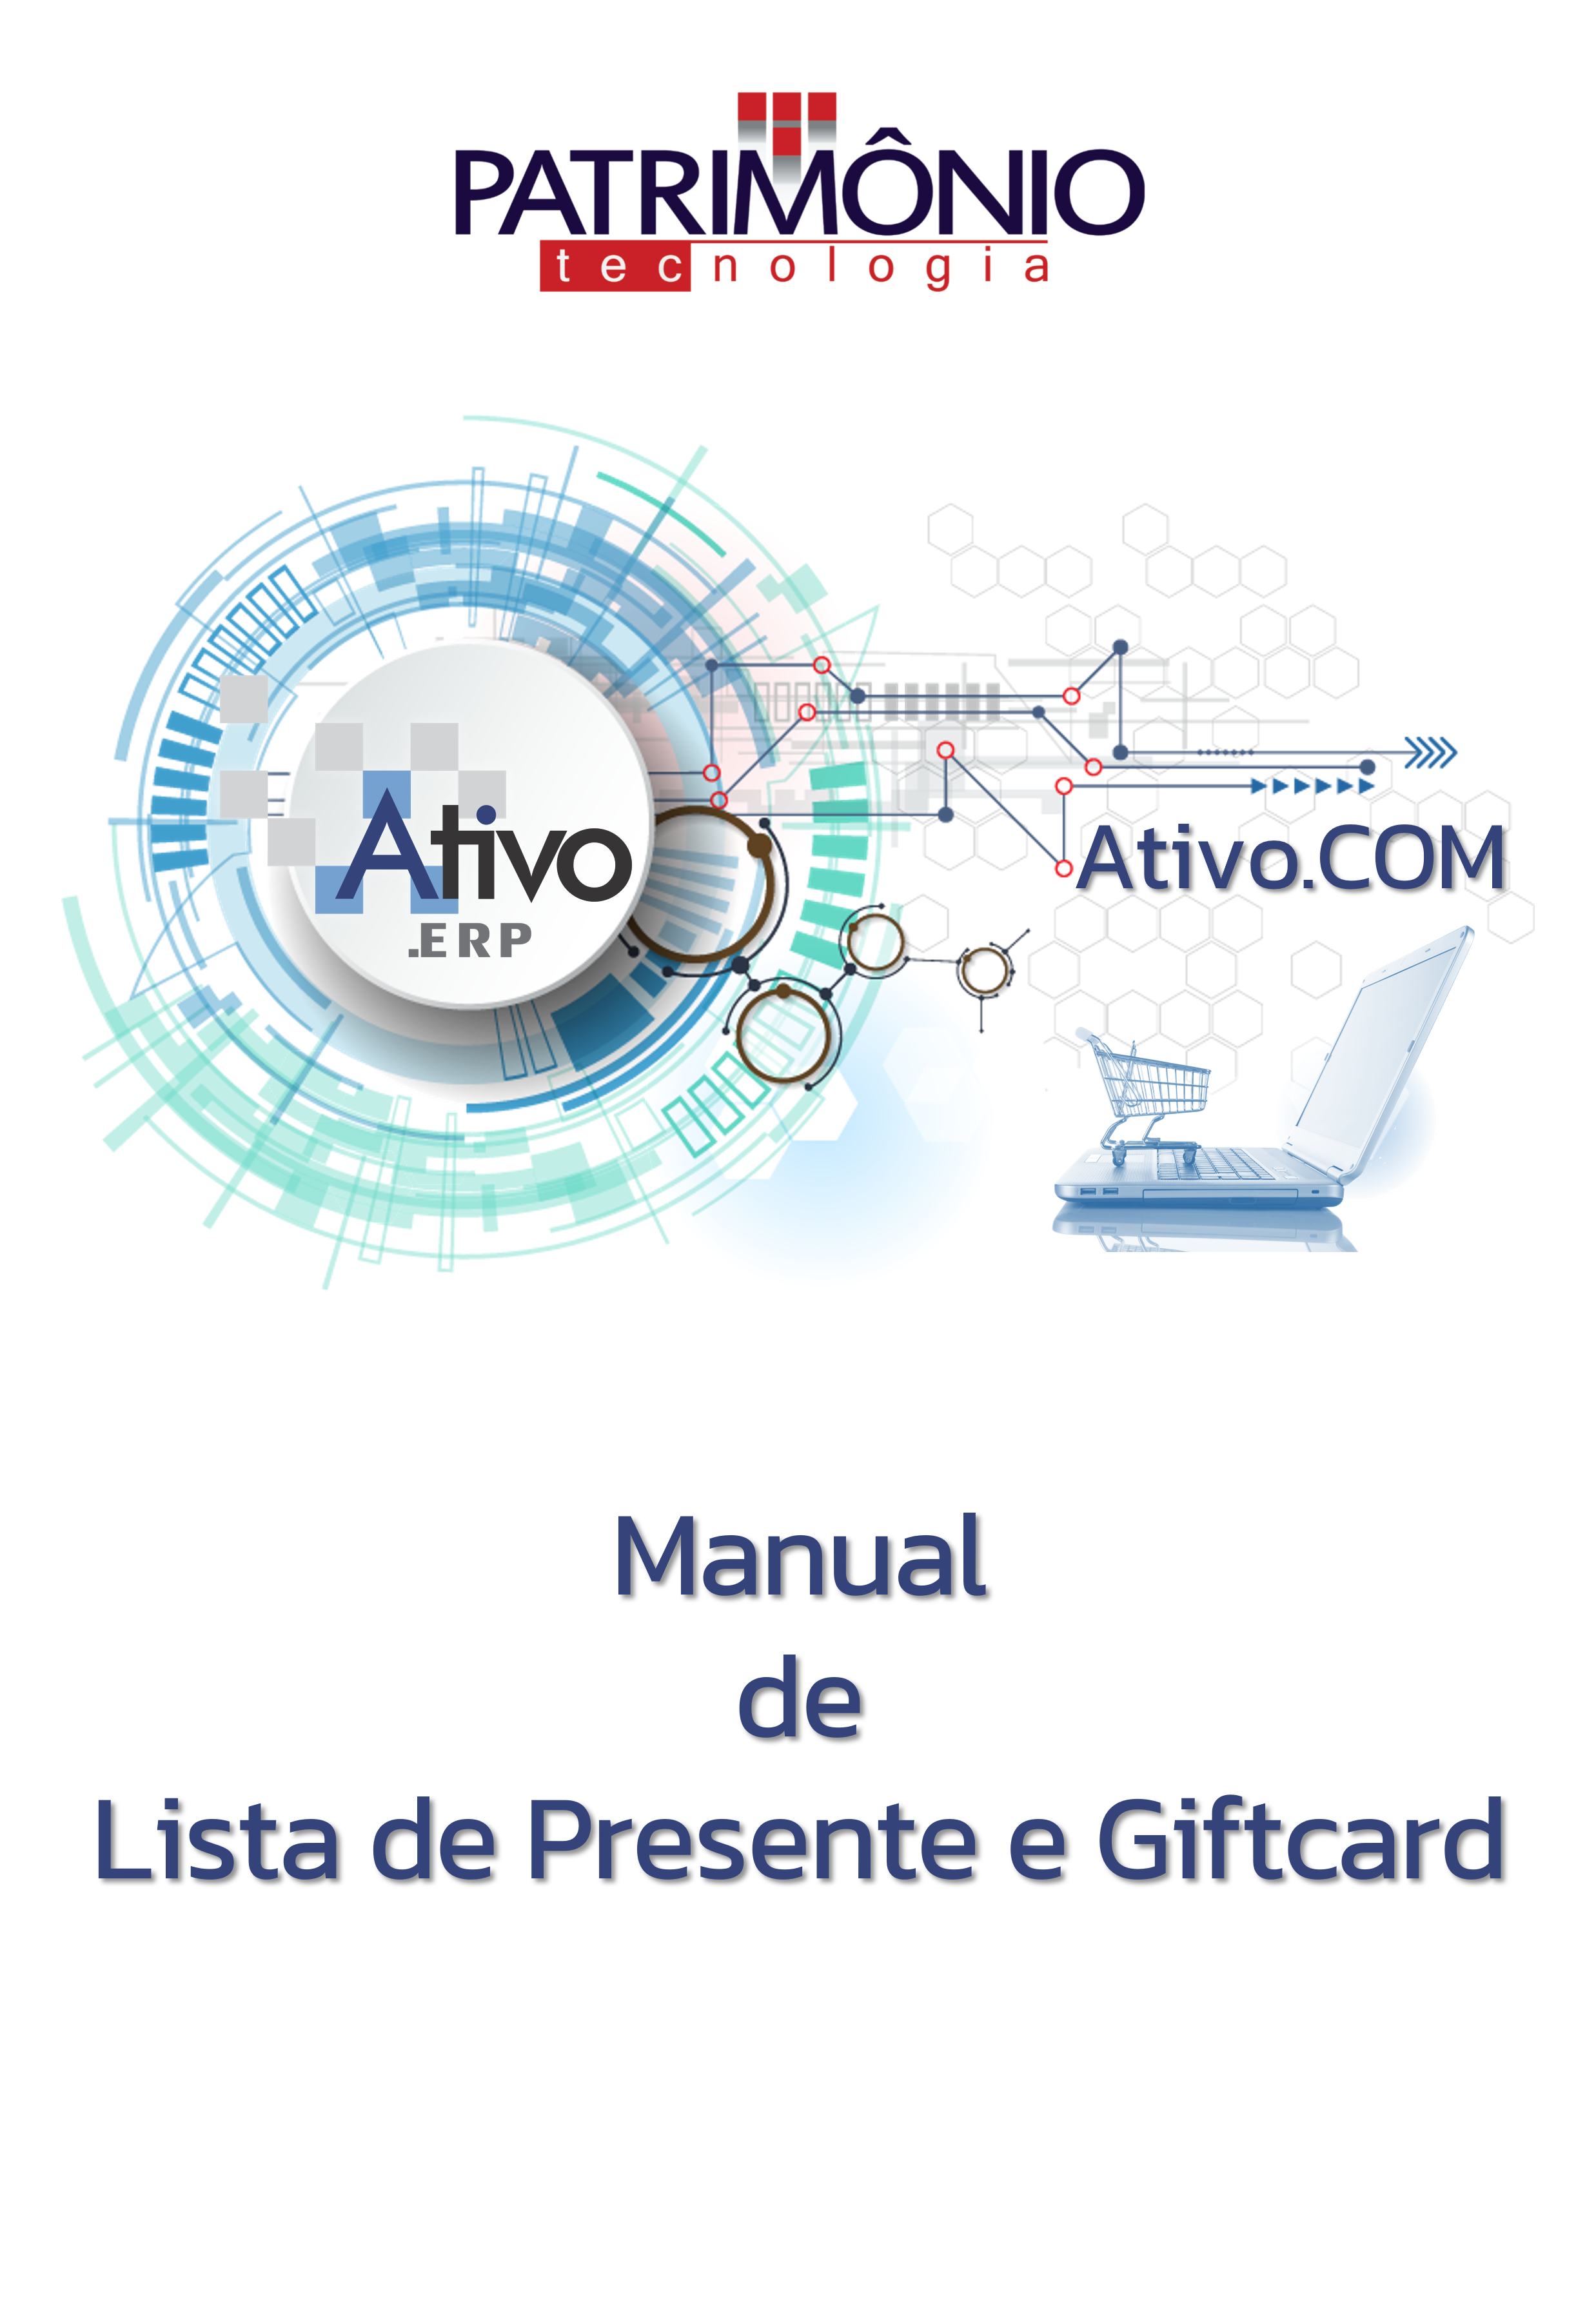 PATRIMÔNIO
tecnologia
Ativo
.ERP
Ativo.COM
Manual
de
Lista de Presente e Giftcard